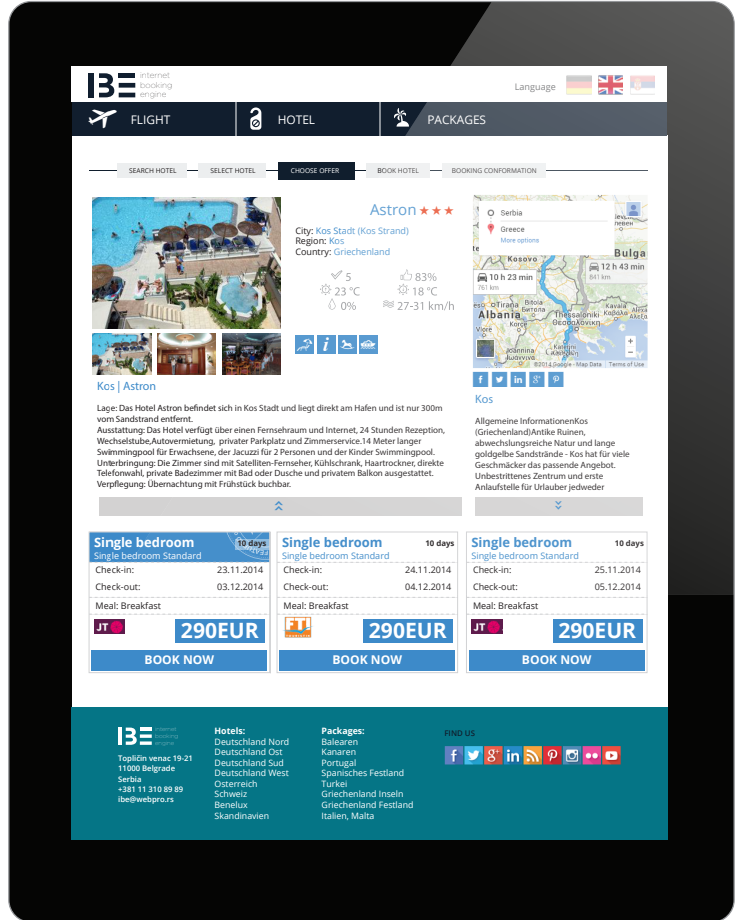 IBE internet
booking
engine
Language
FLIGHT HOTEL PACKAGES
SEARCH HOTEL SELECT HOTEL CHOOSE OFFER BOOK HOTEL BOOKING CONFORMATION
Astron
City: Kos Stadt (Kos Strand)
Region: Kos
Country: Griechenland
5 83%
23 °C 18 °C
0% 27-31 km/h
Serbia
Greece
More options
Kosovo
Bulga
12 h 43 min
841 km
10 h 23 min
761 km
Tirana Bitola
Битола
Albania
Korçë
Vlorë
Thessaloniki
Θεσσαλονίκη
Kavala
Καβάλα
Ioannina
Katerini
©2014 Google - Map Data Terms of Use
Kos | Astron
Lage: Das Hotel Astron befindet sich in Kos Stadt und liegt direkt am Hafen und ist nur 300m
vom Sandstrand entfernt.
Ausstattung: Das Hotel verfügt über einen Fernsehraum und Internet, 24 Stunden Rezeption,
Wechselstube,Autovermietung, privater Parkplatz und Zimmerservice.14 Meter langer
Swimmingpool für Erwachsene, der Jacuzzi für 2 Personen und der Kinder Swimmingpool.
Unterbringung: Die Zimmer sind mit Satelliten-Fernseher, Kühlschrank, Haartrockner, direkte
Telefonwahl, private Badezimmer mit Bad oder Dusche und privatem Balkon ausgestattet.
Verpflegung: Übernachtung mit Frühstück buchbar.
Kos
Allgemeine InformationenKos
(Griechenland)Antike Ruinen,
abwechslungsreiche Natur und lange
goldgelbe Sandstrände - Kos hat für viele
Geschmäcker das passende Angebot.
Unbestrittenes Zentrum und erste
Anlaufstelle für Urlauber jedweder
Single bedroom 10 days
Single bedroom Standard
Check-in: 23.11.2014
Check-out: 03.12.2014
Meal: Breakfast
JT 290EUR
BOOK NOW
Single bedroom 10 days
Single bedroom Standard
Check-in: 24.11.2014
Check-out: 04.12.2014
Meal: Breakfast
FTI 290EUR
BOOK NOW
Single bedroom 10 days
Single bedroom Standard
Check-in: 25.11.2014
Check-out: 05.12.2014
Meal: Breakfast
JT 290EUR
BOOK NOW
IBE internet
booking
engine
Topličin venac 19-21
11000 Belgrade
Serbia
+381 11 310 89 89
ibe@webpro.rs
Hotels:
Deutschland Nord
Deutschland Ost
Deutschland Sud
Deutschland West
Osterreich
Schweiz
Benelux
Skandinavien
Packages:
Balearen
Kanaren
Portugal
Spanisches Festland
Turkei
Griechenland Inseln
Griechenland Festland
Italien, Malta
FIND US